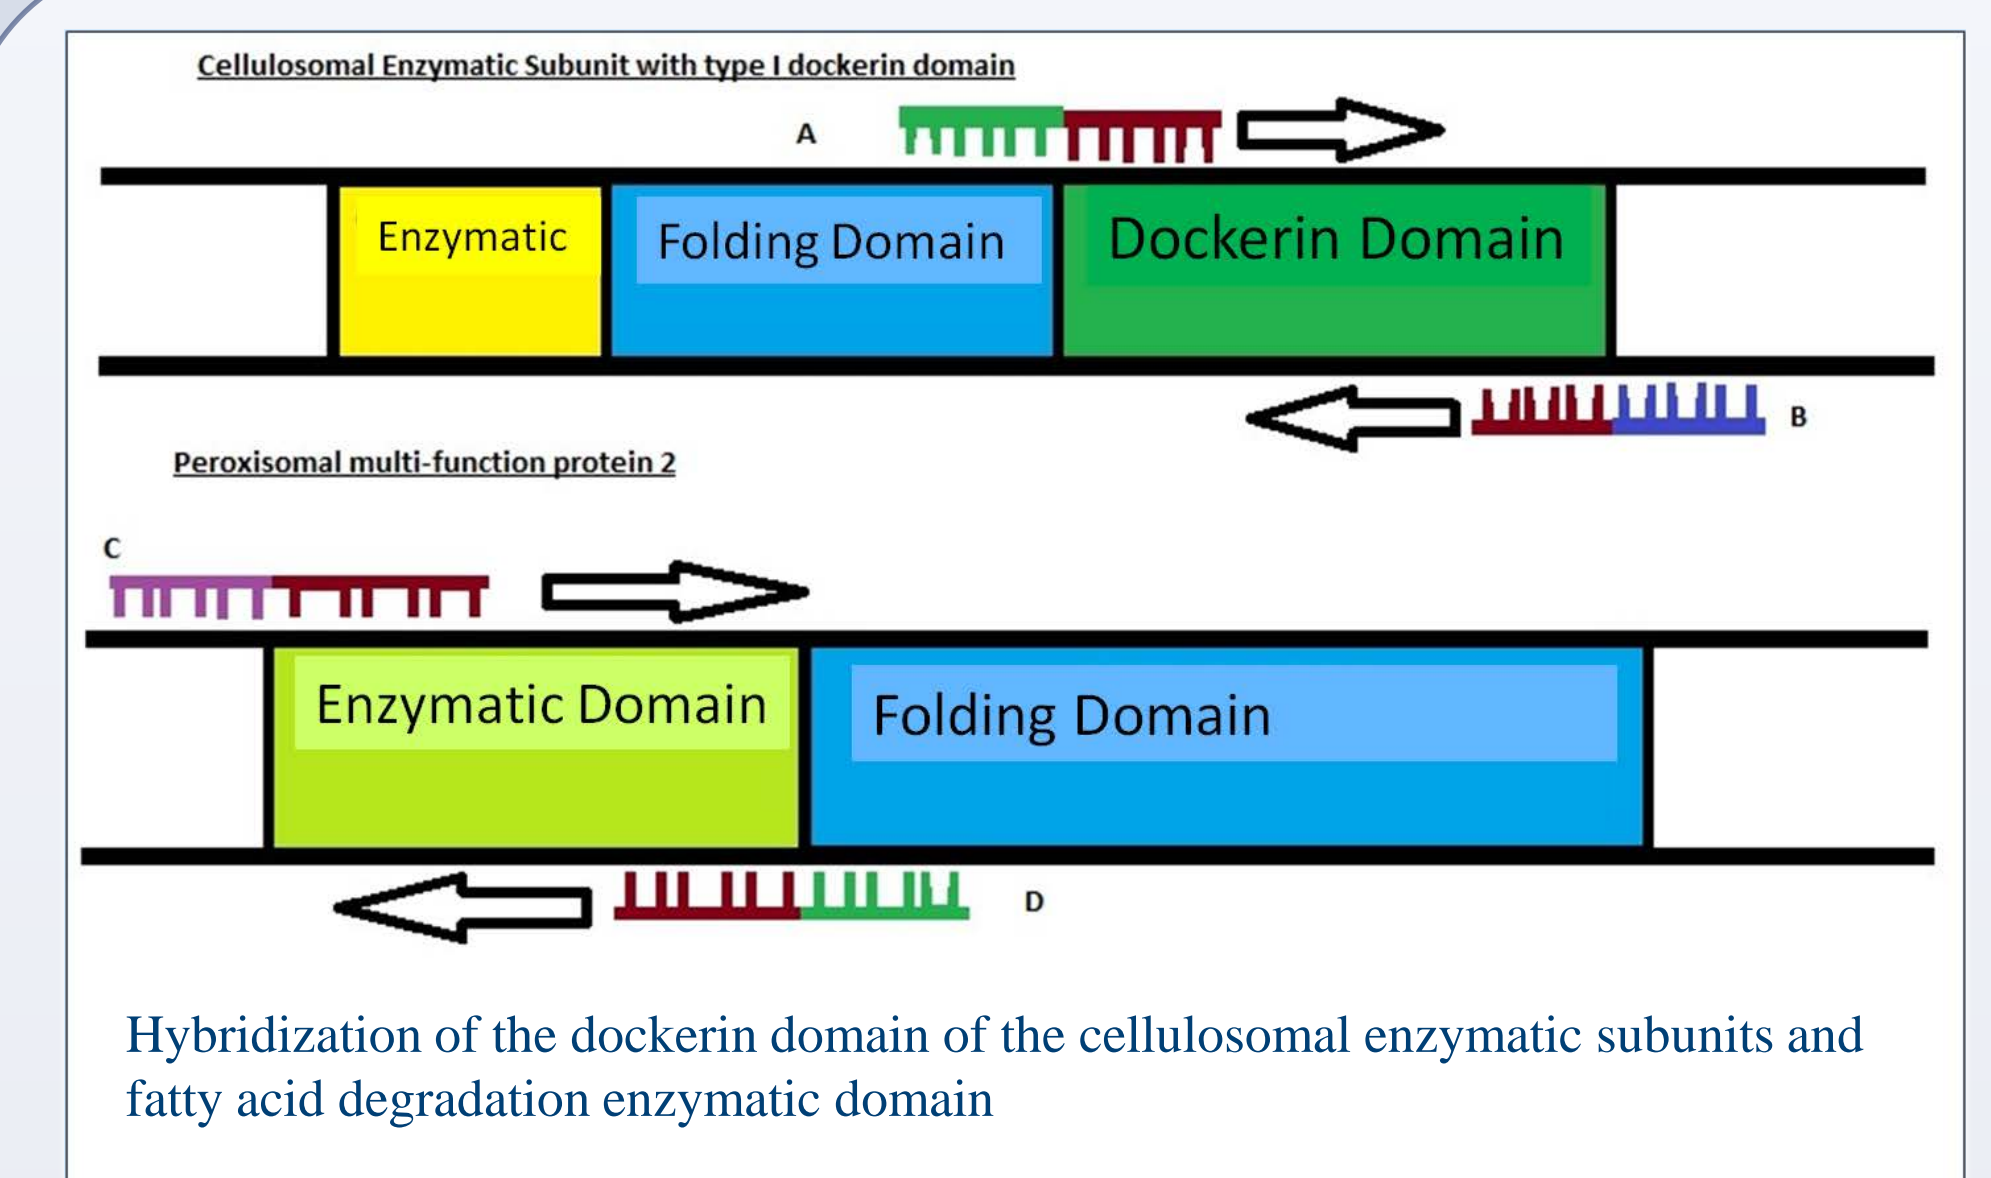 Cellulosomal Enzymatic Subunit with type I dockerin domain
A
Enzymatic
Folding Domain
Dockerin Domain
B
Peroxisomal multi-function protein 2
C
Enzymatic Domain
Folding Domain
D
Hybridization of the dockerin domain of the cellulosomal enzymatic subunits and
fatty acid degradation enzymatic domain